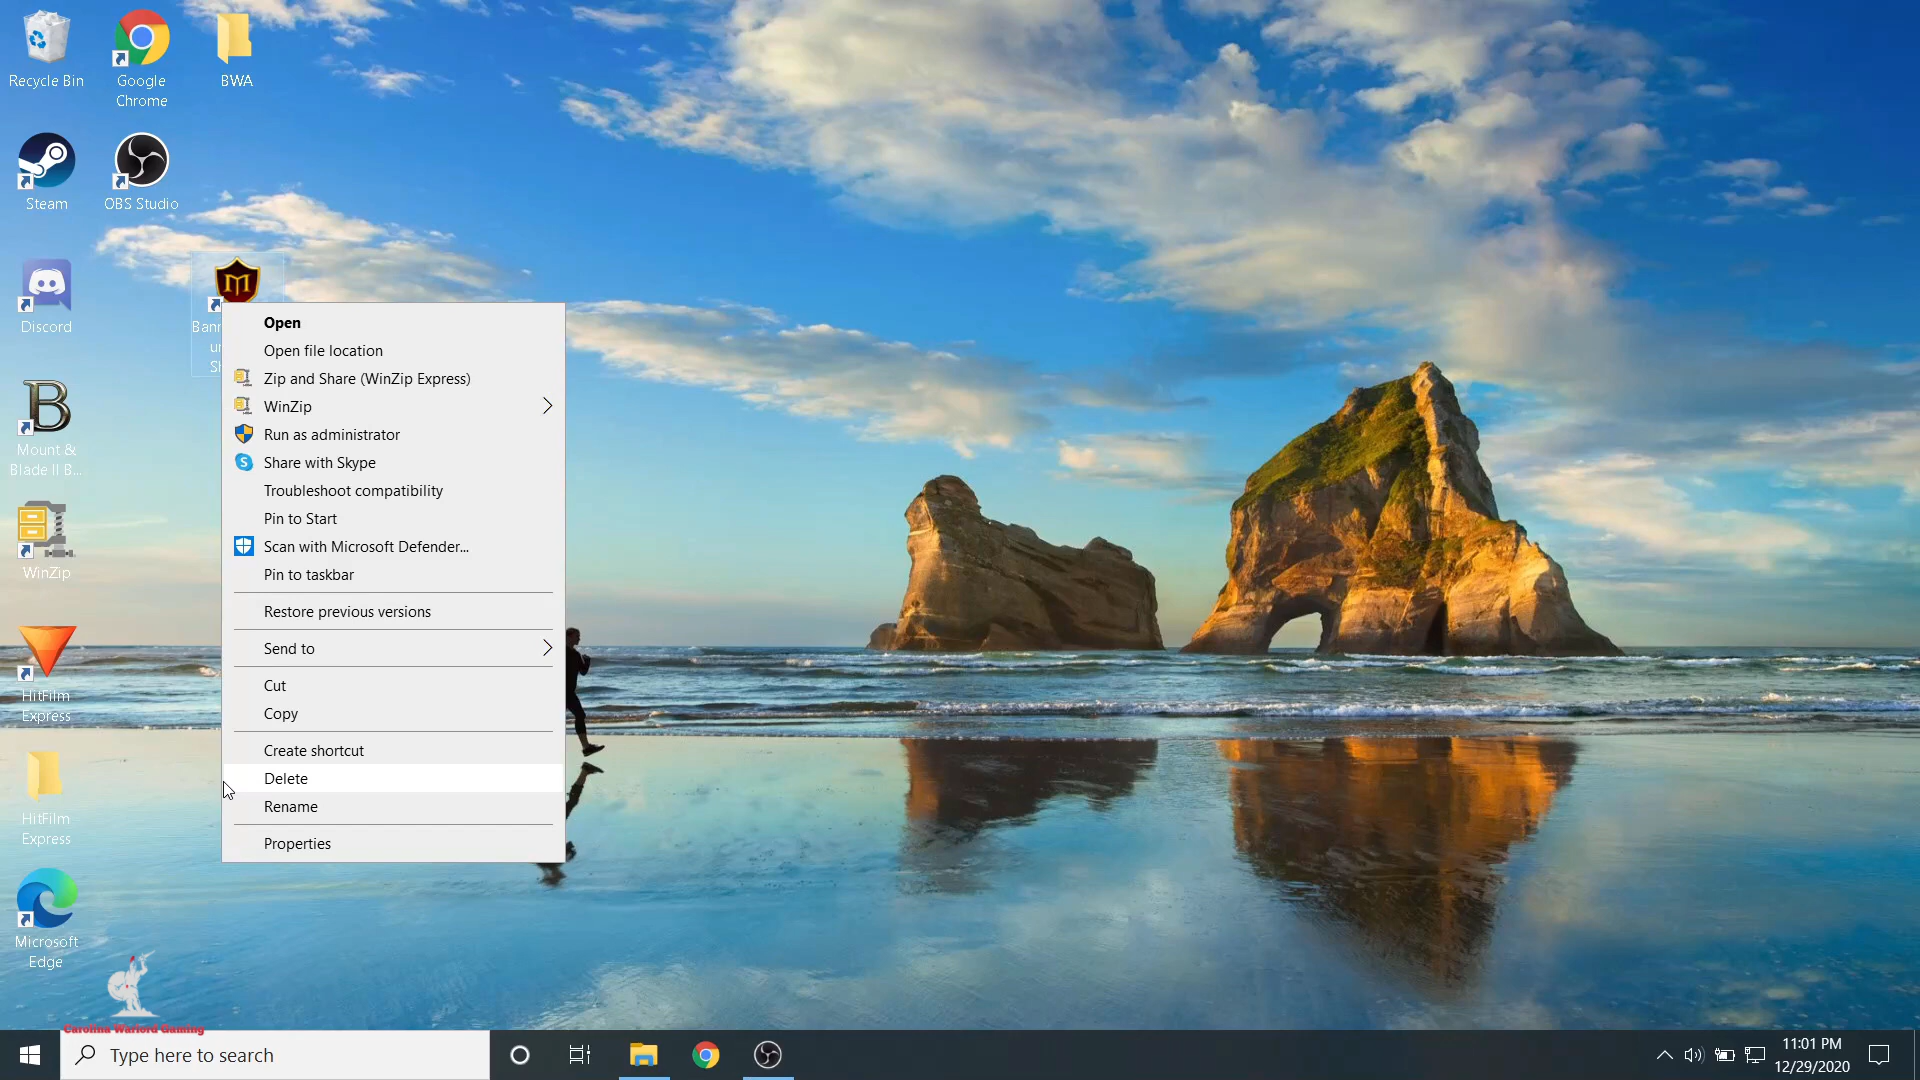 Recycle Bin
Google
Chrome
BWA
Steam
OBS Studio
Discord
Mount &
Blade II B...
WinZip
HitFilm
Express
HitFilm
Express
Microsoft
Edge
Open
Open file location
Zip and Share (WinZip Express)
WinZip
Run as administrator
Share with Skype
Troubleshoot compatibility
Pin to Start
Scan with Microsoft Defender...
Pin to taskbar
Restore previous versions
Send to
Cut
Copy
Create shortcut
Delete
Rename
Properties
Carolina Warlord Gaming
Type here to search
11:01 PM
12/29/2020